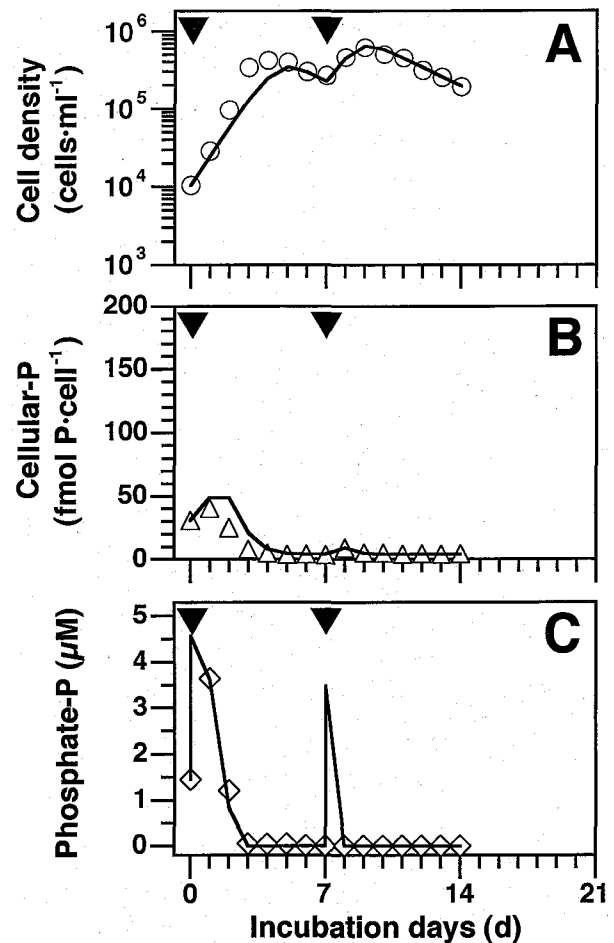 A
Cell density
(cells·ml⁻¹)
10⁶
10⁵
10⁴
10³
B
Cellular-P
(fmol P·cell⁻¹)
200
150
100
50
0
C
Phosphate-P (µM)
5
4
3
2
1
0
0 7 14 21
Incubation days (d)